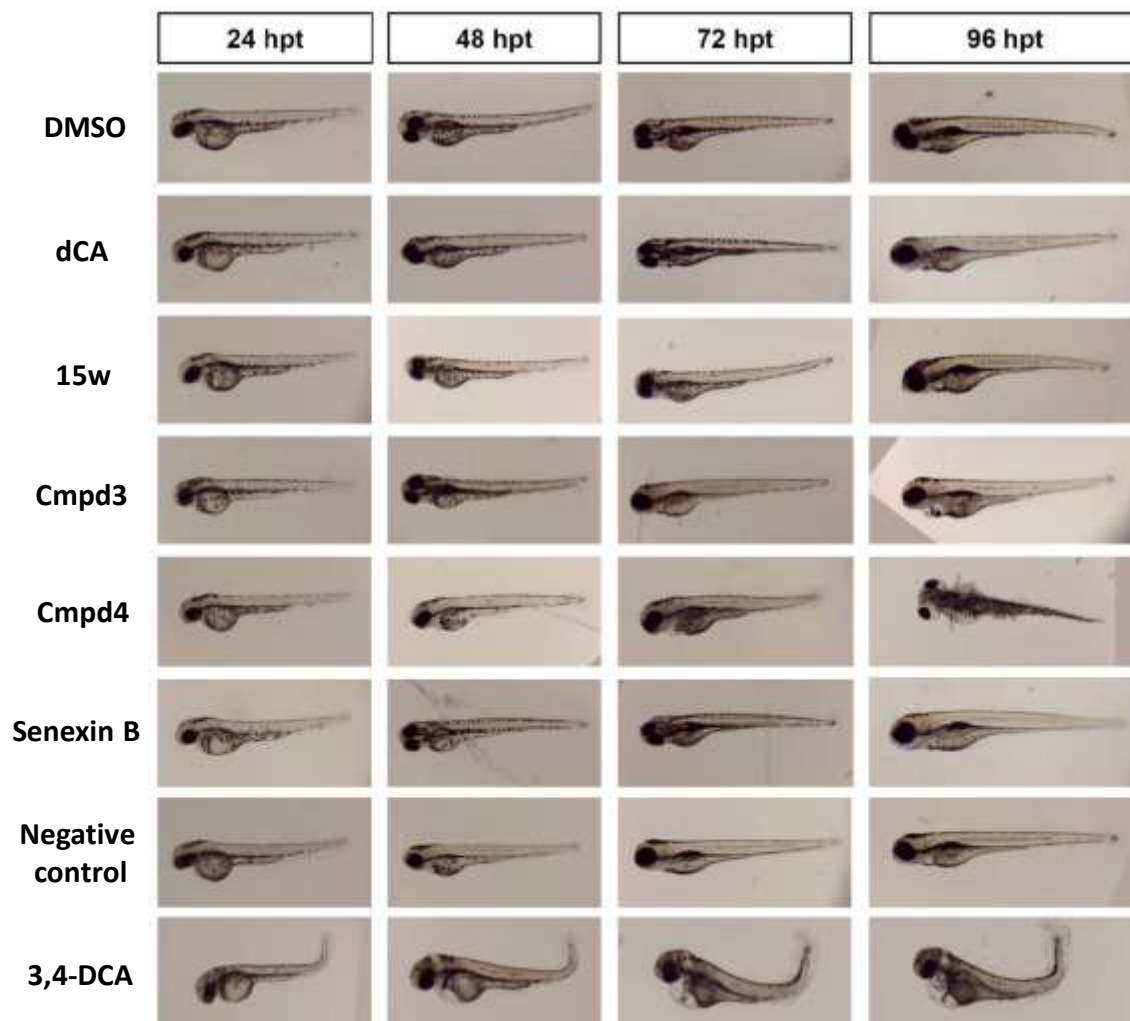 24 hpt
48 hpt
72 hpt
96 hpt
DMSO
dCA
15w
Cmpd3
Cmpd4
Senexin B
Negative
control
3,4-DCA